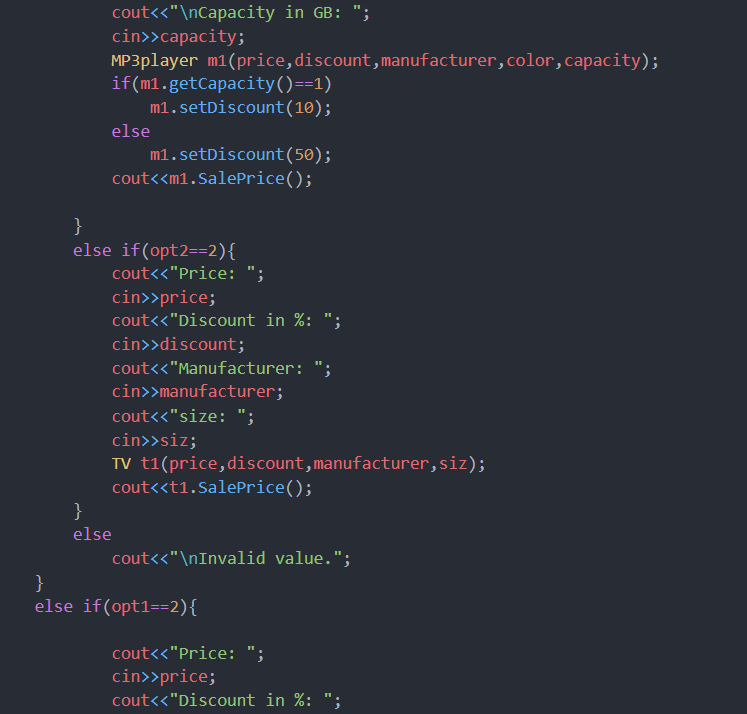 cout<<"\nCapacity in GB: ";
cin>>capacity;
MP3player m1(price,discount,manufacturer,color,capacity);
if(m1.getCapacity()==1)
m1.setDiscount(10);
else
m1.setDiscount(50);
cout<<m1.SalePrice();
}
else if(opt2==2){
cout<<"Price: ";
cin>>price;
cout<<"Discount in %: ";
cin>>discount;
cout<<"Manufacturer: ";
cin>>manufacturer;
cout<<"size: ";
cin>>siz;
TV t1(price,discount,manufacturer,siz);
cout<<t1.SalePrice();
}
else
cout<<"\nInvalid value.";
}
else if(opt1==2){
cout<<"Price: ";
cin>>price;
cout<<"Discount in %: ";